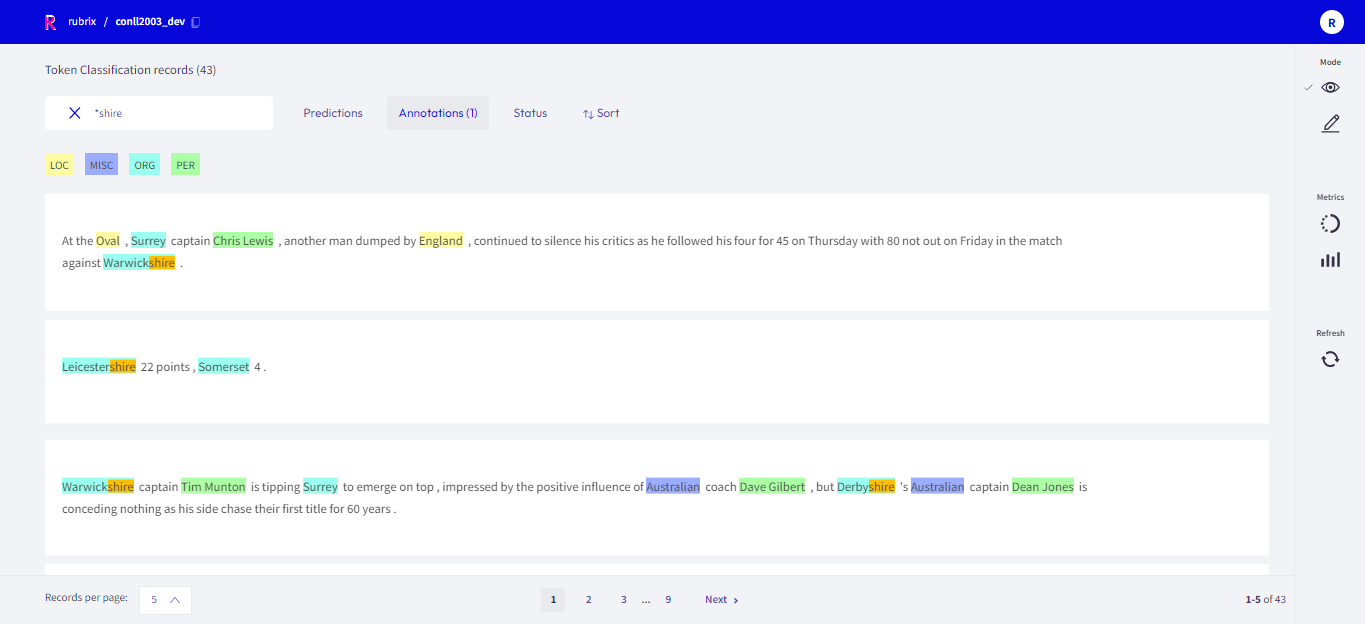 rubrix / conll2003_dev
R
Token Classification records (43)
Mode
*shire
Predictions
Annotations (1)
Status
Sort
LOC MISC ORG PER
Metrics
At the Oval , Surrey captain Chris Lewis , another man dumped by England , continued to silence his critics as he followed his four for 45 on Thursday with 80 not out on Friday in the match
against Warwickshire .
Refresh
Leicestershire 22 points , Somerset 4 .
Warwickshire captain Tim Munton is tipping Surrey to emerge on top , impressed by the positive influence of Australian coach Dave Gilbert , but Derbyshire 's Australian captain Dean Jones is
conceding nothing as his side chase their first title for 60 years .
Records per page: 5
1 2 3 ... 9 Next >
1-5 of 43